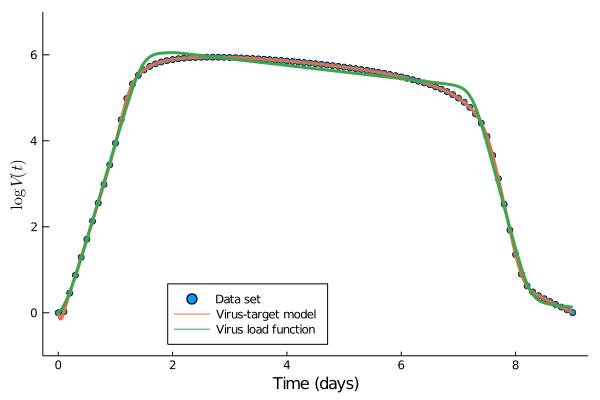 6
4
2
0
log V(t)
0 2 4 6 8
Time (days)
Data set
Virus-target model
Virus load function